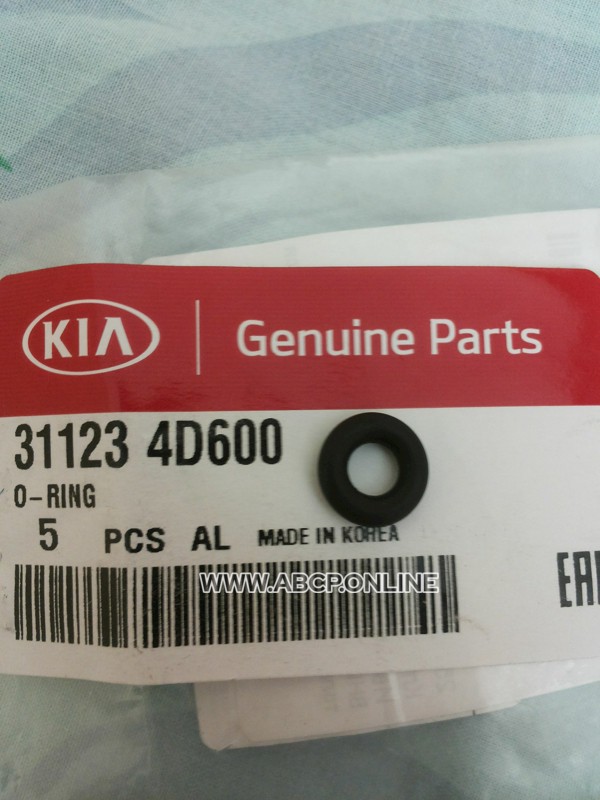 KIA Genuine Parts
31123 4D600
O-RING
5 PCS AL MADE IN KOREA
WWW.ABCP.ONLINE